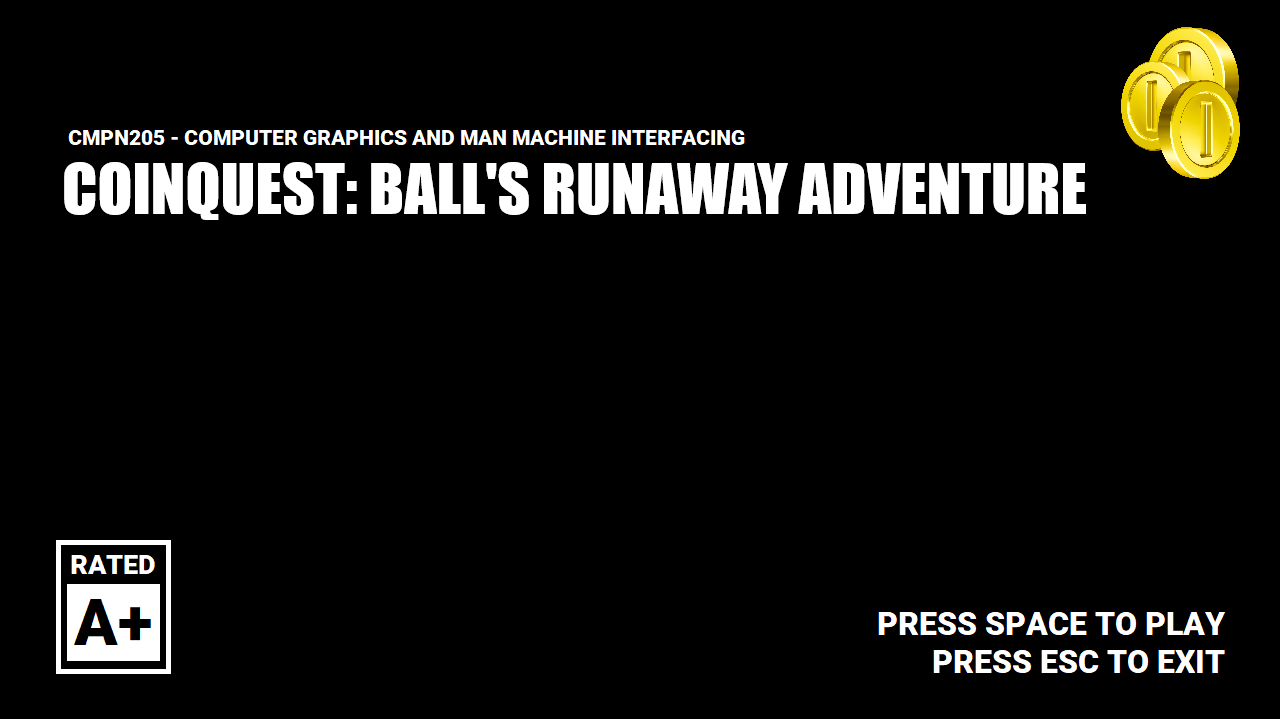 CMPN205 - COMPUTER GRAPHICS AND MAN MACHINE INTERFACING
COINQUEST: BALL'S RUNAWAY ADVENTURE
RATED
A+
PRESS SPACE TO PLAY
PRESS ESC TO EXIT